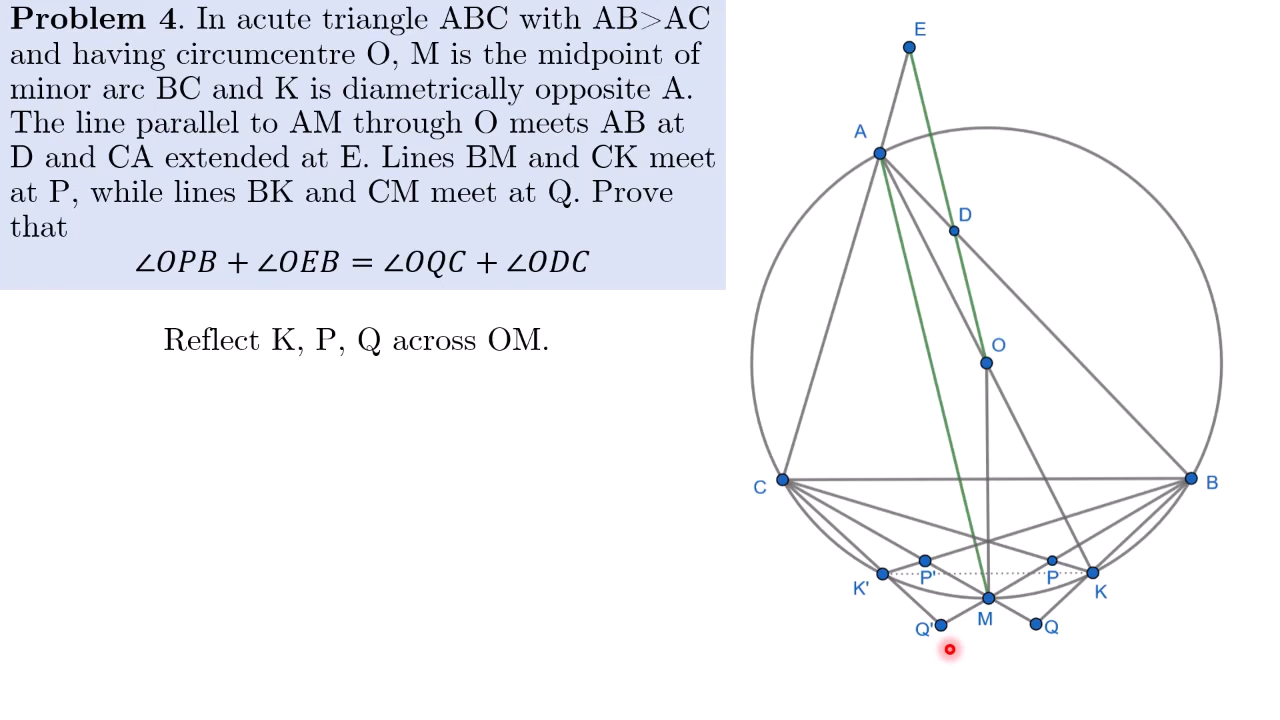 Problem 4. In acute triangle ABC with AB>AC
and having circumcentre O, M is the midpoint of
minor arc BC and K is diametrically opposite A.
The line parallel to AM through O meets AB at
D and CA extended at E. Lines BM and CK meet
at P, while lines BK and CM meet at Q. Prove
that
∠OPB + ∠OEB = ∠OQC + ∠ODC
Reflect K, P, Q across OM.
E
A
D
O
C
B
P'
P
K'
K
M
Q'
Q